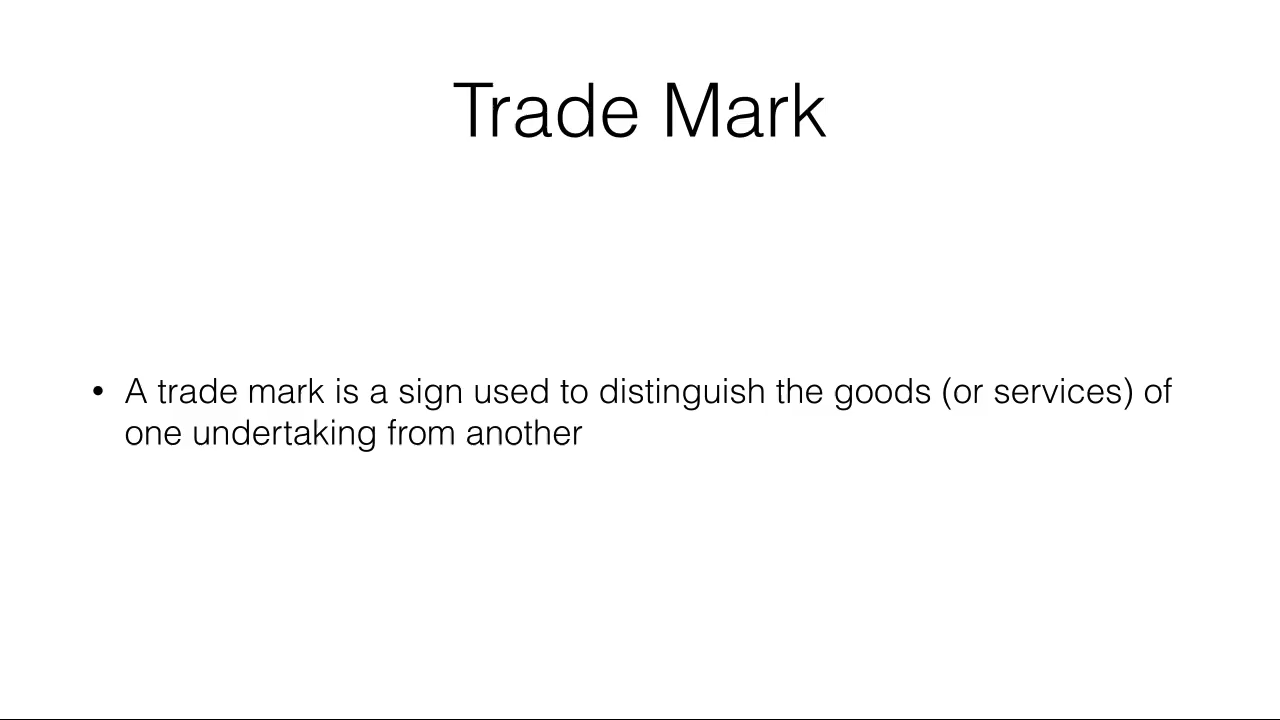 Trade Mark
• A trade mark is a sign used to distinguish the goods (or services) of
one undertaking from another